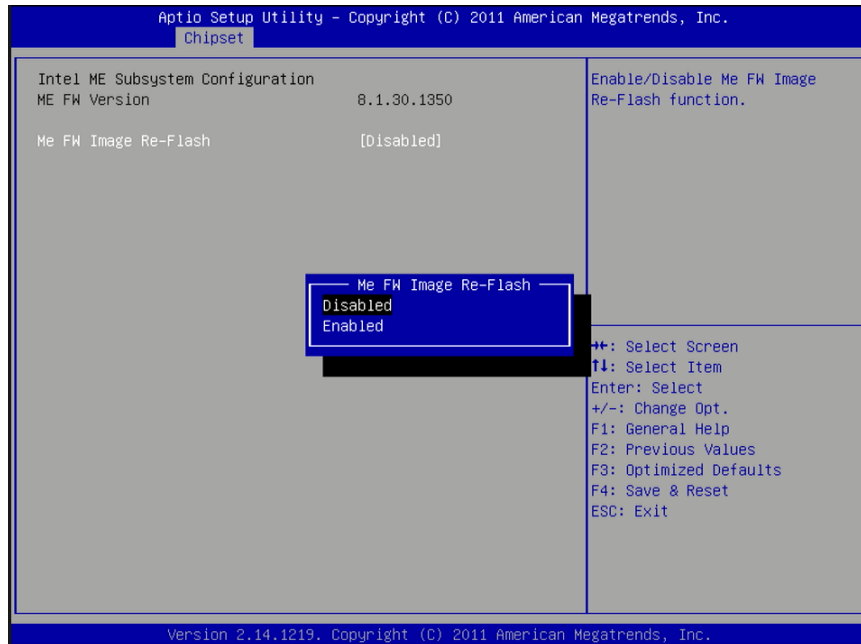 Aptio Setup Utility – Copyright (C) 2011 American Megatrends, Inc.
Chipset
Intel ME Subsystem Configuration
ME FW Version 8.1.30.1350
Me FW Image Re-Flash [Disabled]
Enable/Disable Me FW Image
Re-Flash function.
Me FW Image Re-Flash
Disabled
Enabled
→←: Select Screen
↑↓: Select Item
Enter: Select
+/-: Change Opt.
F1: General Help
F2: Previous Values
F3: Optimized Defaults
F4: Save & Reset
ESC: Exit
Version 2.14.1219. Copyright (C) 2011 American Megatrends, Inc.